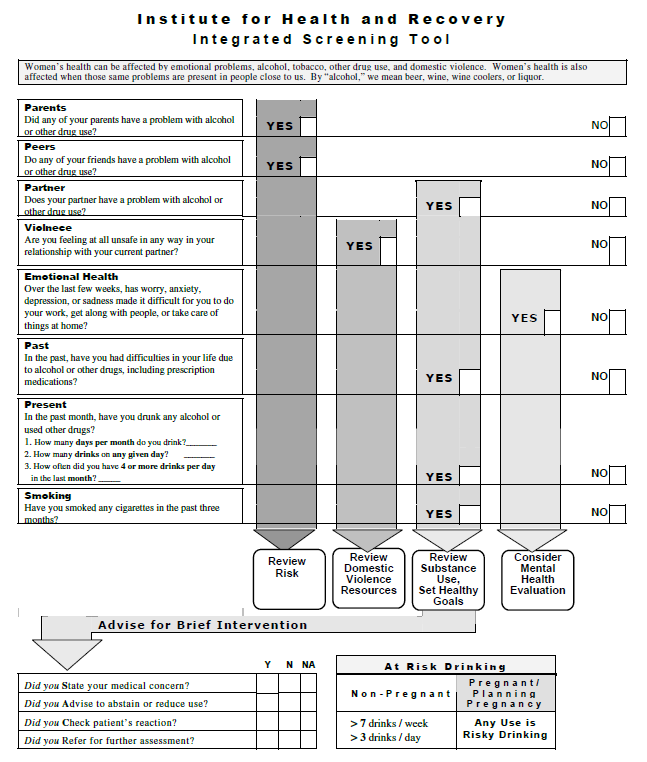 Institute for Health and Recovery
Integrated Screening Tool
Women's health can be affected by emotional problems, alcohol, tobacco, other drug use, and domestic violence. Women's health is also
affected when those same problems are present in people close to us. By "alcohol," we mean beer, wine, wine coolers, or liquor.
Parents
Did any of your parents have a problem with alcohol
or other drug use?
YES
NO
Peers
Do any of your friends have a problem with alcohol
or other drug use?
YES
NO
Partner
Does your partner have a problem with alcohol or
other drug use?
YES
NO
Violnece
Are you feeling at all unsafe in any way in your
relationship with your current partner?
YES
NO
Emotional Health
Over the last few weeks, has worry, anxiety,
depression, or sadness made it difficult for you to do
your work, get along with people, or take care of
things at home?
YES
NO
Past
In the past, have you had difficulties in your life due
to alcohol or other drugs, including prescription
medications?
YES
NO
Present
In the past month, have you drunk any alcohol or
used other drugs?
1. How many days per month do you drink?______
2. How many drinks on any given day? ______
3. How often did you have 4 or more drinks per day
in the last month? _____
YES
NO
Smoking
Have you smoked any cigarettes in the past three
months?
YES
NO
Review
Risk
Review
Domestic
Violence
Resources
Review
Substance
Use,
Set Healthy
Goals
Consider
Mental
Health
Evaluation
Advise for Brief Intervention
Y N NA
Did you State your medical concern?
Did you Advise to abstain or reduce use?
Did you Check patient's reaction?
Did you Refer for further assessment?
At Risk Drinking
Non-Pregnant
Pregnant/
Planning
Pregnancy
> 7 drinks / week
> 3 drinks / day
Any Use is
Risky Drinking